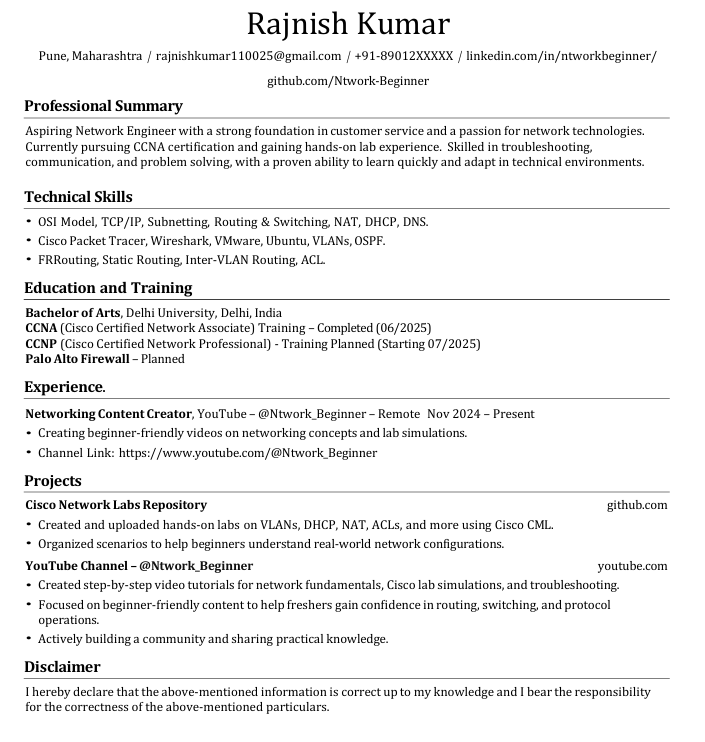 Rajnish Kumar
Pune, Maharashtra / rajnishkumar110025@gmail.com / +91-89012XXXXX / linkedin.com/in/ntworkbeginner/
github.com/Ntwork-Beginner
Professional Summary
Aspiring Network Engineer with a strong foundation in customer service and a passion for network technologies.
Currently pursuing CCNA certification and gaining hands-on lab experience. Skilled in troubleshooting,
communication, and problem solving, with a proven ability to learn quickly and adapt in technical environments.
Technical Skills
• OSI Model, TCP/IP, Subnetting, Routing & Switching, NAT, DHCP, DNS.
• Cisco Packet Tracer, Wireshark, VMware, Ubuntu, VLANs, OSPF.
• FRRouting, Static Routing, Inter-VLAN Routing, ACL.
Education and Training
Bachelor of Arts, Delhi University, Delhi, India
CCNA (Cisco Certified Network Associate) Training – Completed (06/2025)
CCNP (Cisco Certified Network Professional) - Training Planned (Starting 07/2025)
Palo Alto Firewall – Planned
Experience.
Networking Content Creator, YouTube – @Ntwork_Beginner – Remote Nov 2024 – Present
• Creating beginner-friendly videos on networking concepts and lab simulations.
• Channel Link: https://www.youtube.com/@Ntwork_Beginner
Projects
Cisco Network Labs Repository github.com
• Created and uploaded hands-on labs on VLANs, DHCP, NAT, ACLs, and more using Cisco CML.
• Organized scenarios to help beginners understand real-world network configurations.
YouTube Channel – @Ntwork_Beginner youtube.com
• Created step-by-step video tutorials for network fundamentals, Cisco lab simulations, and troubleshooting.
• Focused on beginner-friendly content to help freshers gain confidence in routing, switching, and protocol
operations.
• Actively building a community and sharing practical knowledge.
Disclaimer
I hereby declare that the above-mentioned information is correct up to my knowledge and I bear the responsibility
for the correctness of the above-mentioned particulars.